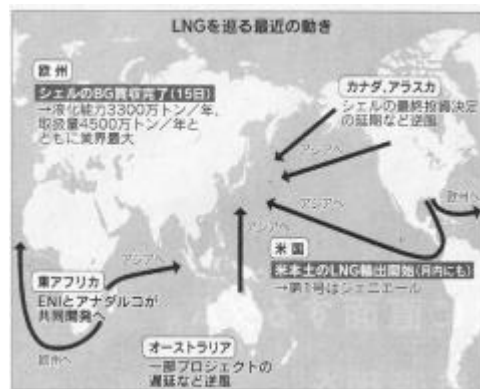 LNGを巡る最近の動き
欧州
シェルのBG買収完了(15日)
→液化能力3300万トン／年、
取扱量4500万トン／年と
ともに業界最大
カナダ、アラスカ
シェルの最終投資決定
の延期など逆風
アジアへ
アジアへ
欧州へ
アジアへ
アジアへ
米国
米本土のLNG輸出開始(月内にも)
→第1号はシェニエール
東アフリカ
ENIとアナダルコが
共同開発へ
欧州へ
オーストラリア
一部プロジェクトの
遅延など逆風